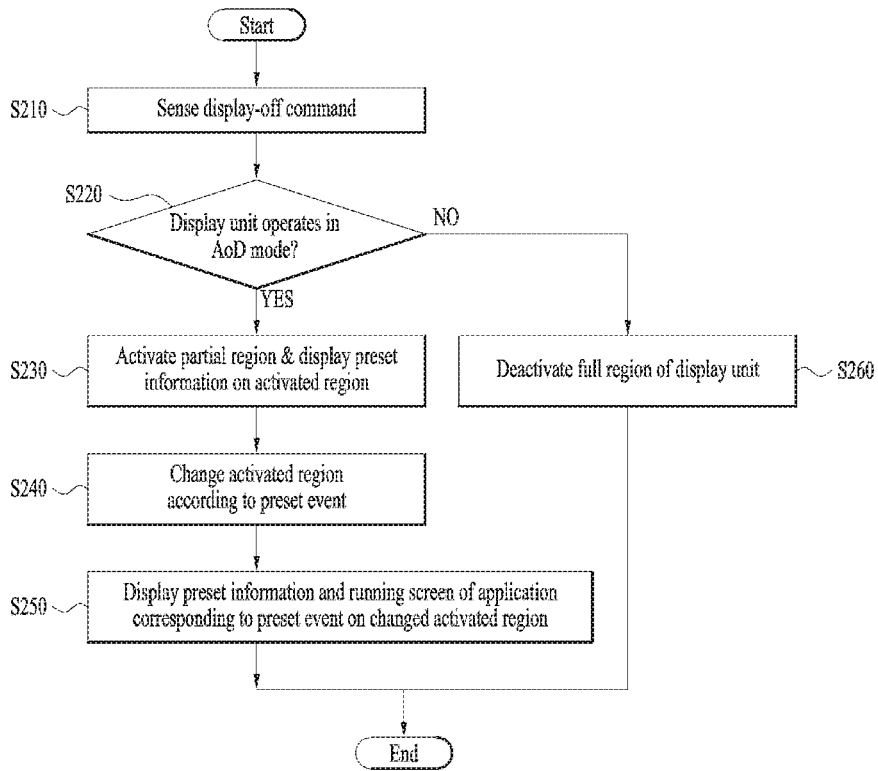 Start
S210
Sense display-off command
S220
Display unit operates in
AoD mode?
NO
YES
S230
Activate partial region & display preset
information on activated region
Deactivate full region of display unit
S260
S240
Change activated region
according to preset event
S250
Display preset information and running screen of application
corresponding to preset event on changed activated region
End